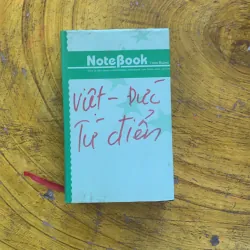 NoteBook
Việt - Đức
Từ điển